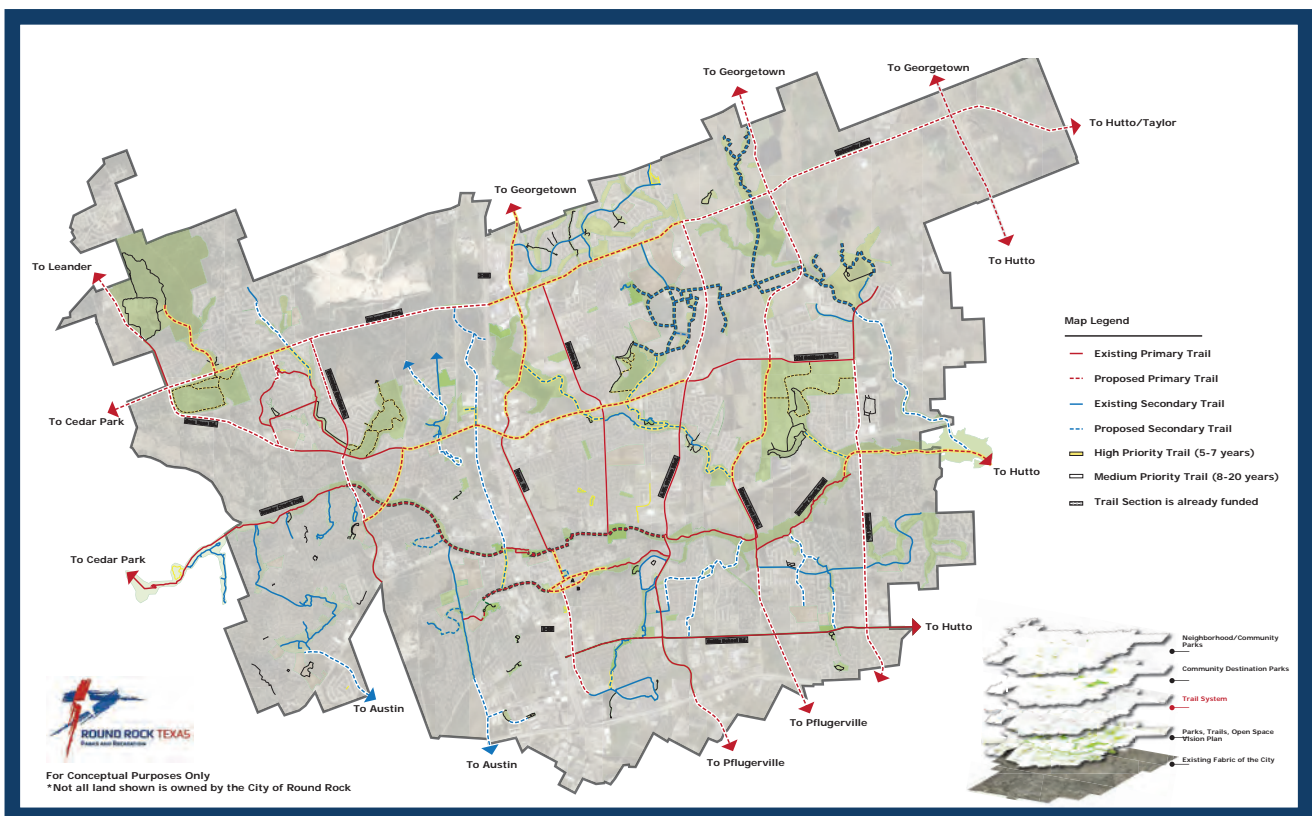 To Georgetown
To Georgetown
To Hutto/Taylor
To Georgetown
To Hutto
To Leander
To Cedar Park
To Hutto
To Cedar Park
To Hutto
To Austin
To Pflugerville
To Austin
To Pflugerville
Map Legend
Existing Primary Trail
Proposed Primary Trail
Existing Secondary Trail
Proposed Secondary Trail
High Priority Trail (5-7 years)
Medium Priority Trail (8-20 years)
Trail Section is already funded
Neighborhood/Community
Parks
Community Destination Parks
Trail System
Parks, Trails, Open Space
Vision Plan
Existing Fabric of the City
ROUND ROCK TEXAS
PARKS AND RECREATION
For Conceptual Purposes Only
*Not all land shown is owned by the City of Round Rock